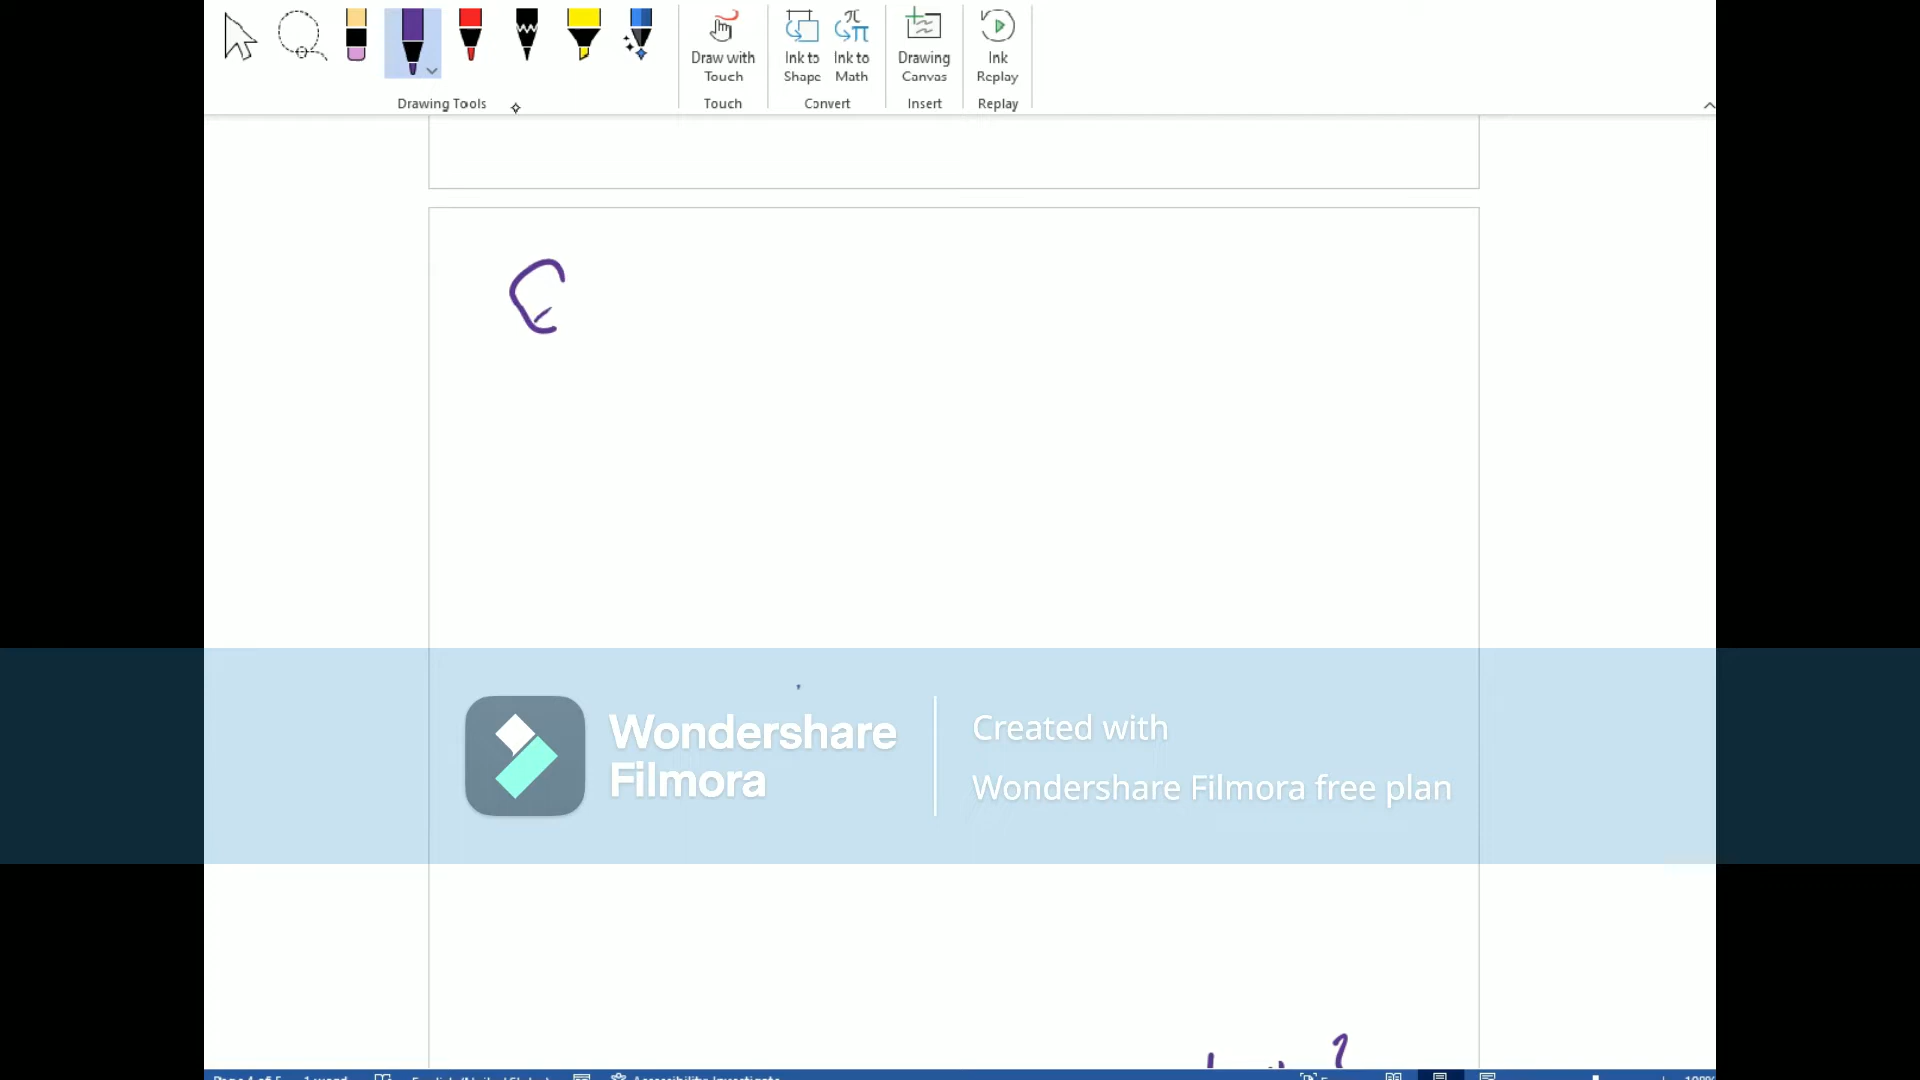 Draw with Touch
Ink to Shape
Ink to Math
Drawing Canvas
Ink Replay
Drawing Tools
Touch
Convert
Insert
Replay
Wondershare Filmora
Created with
Wondershare Filmora free plan